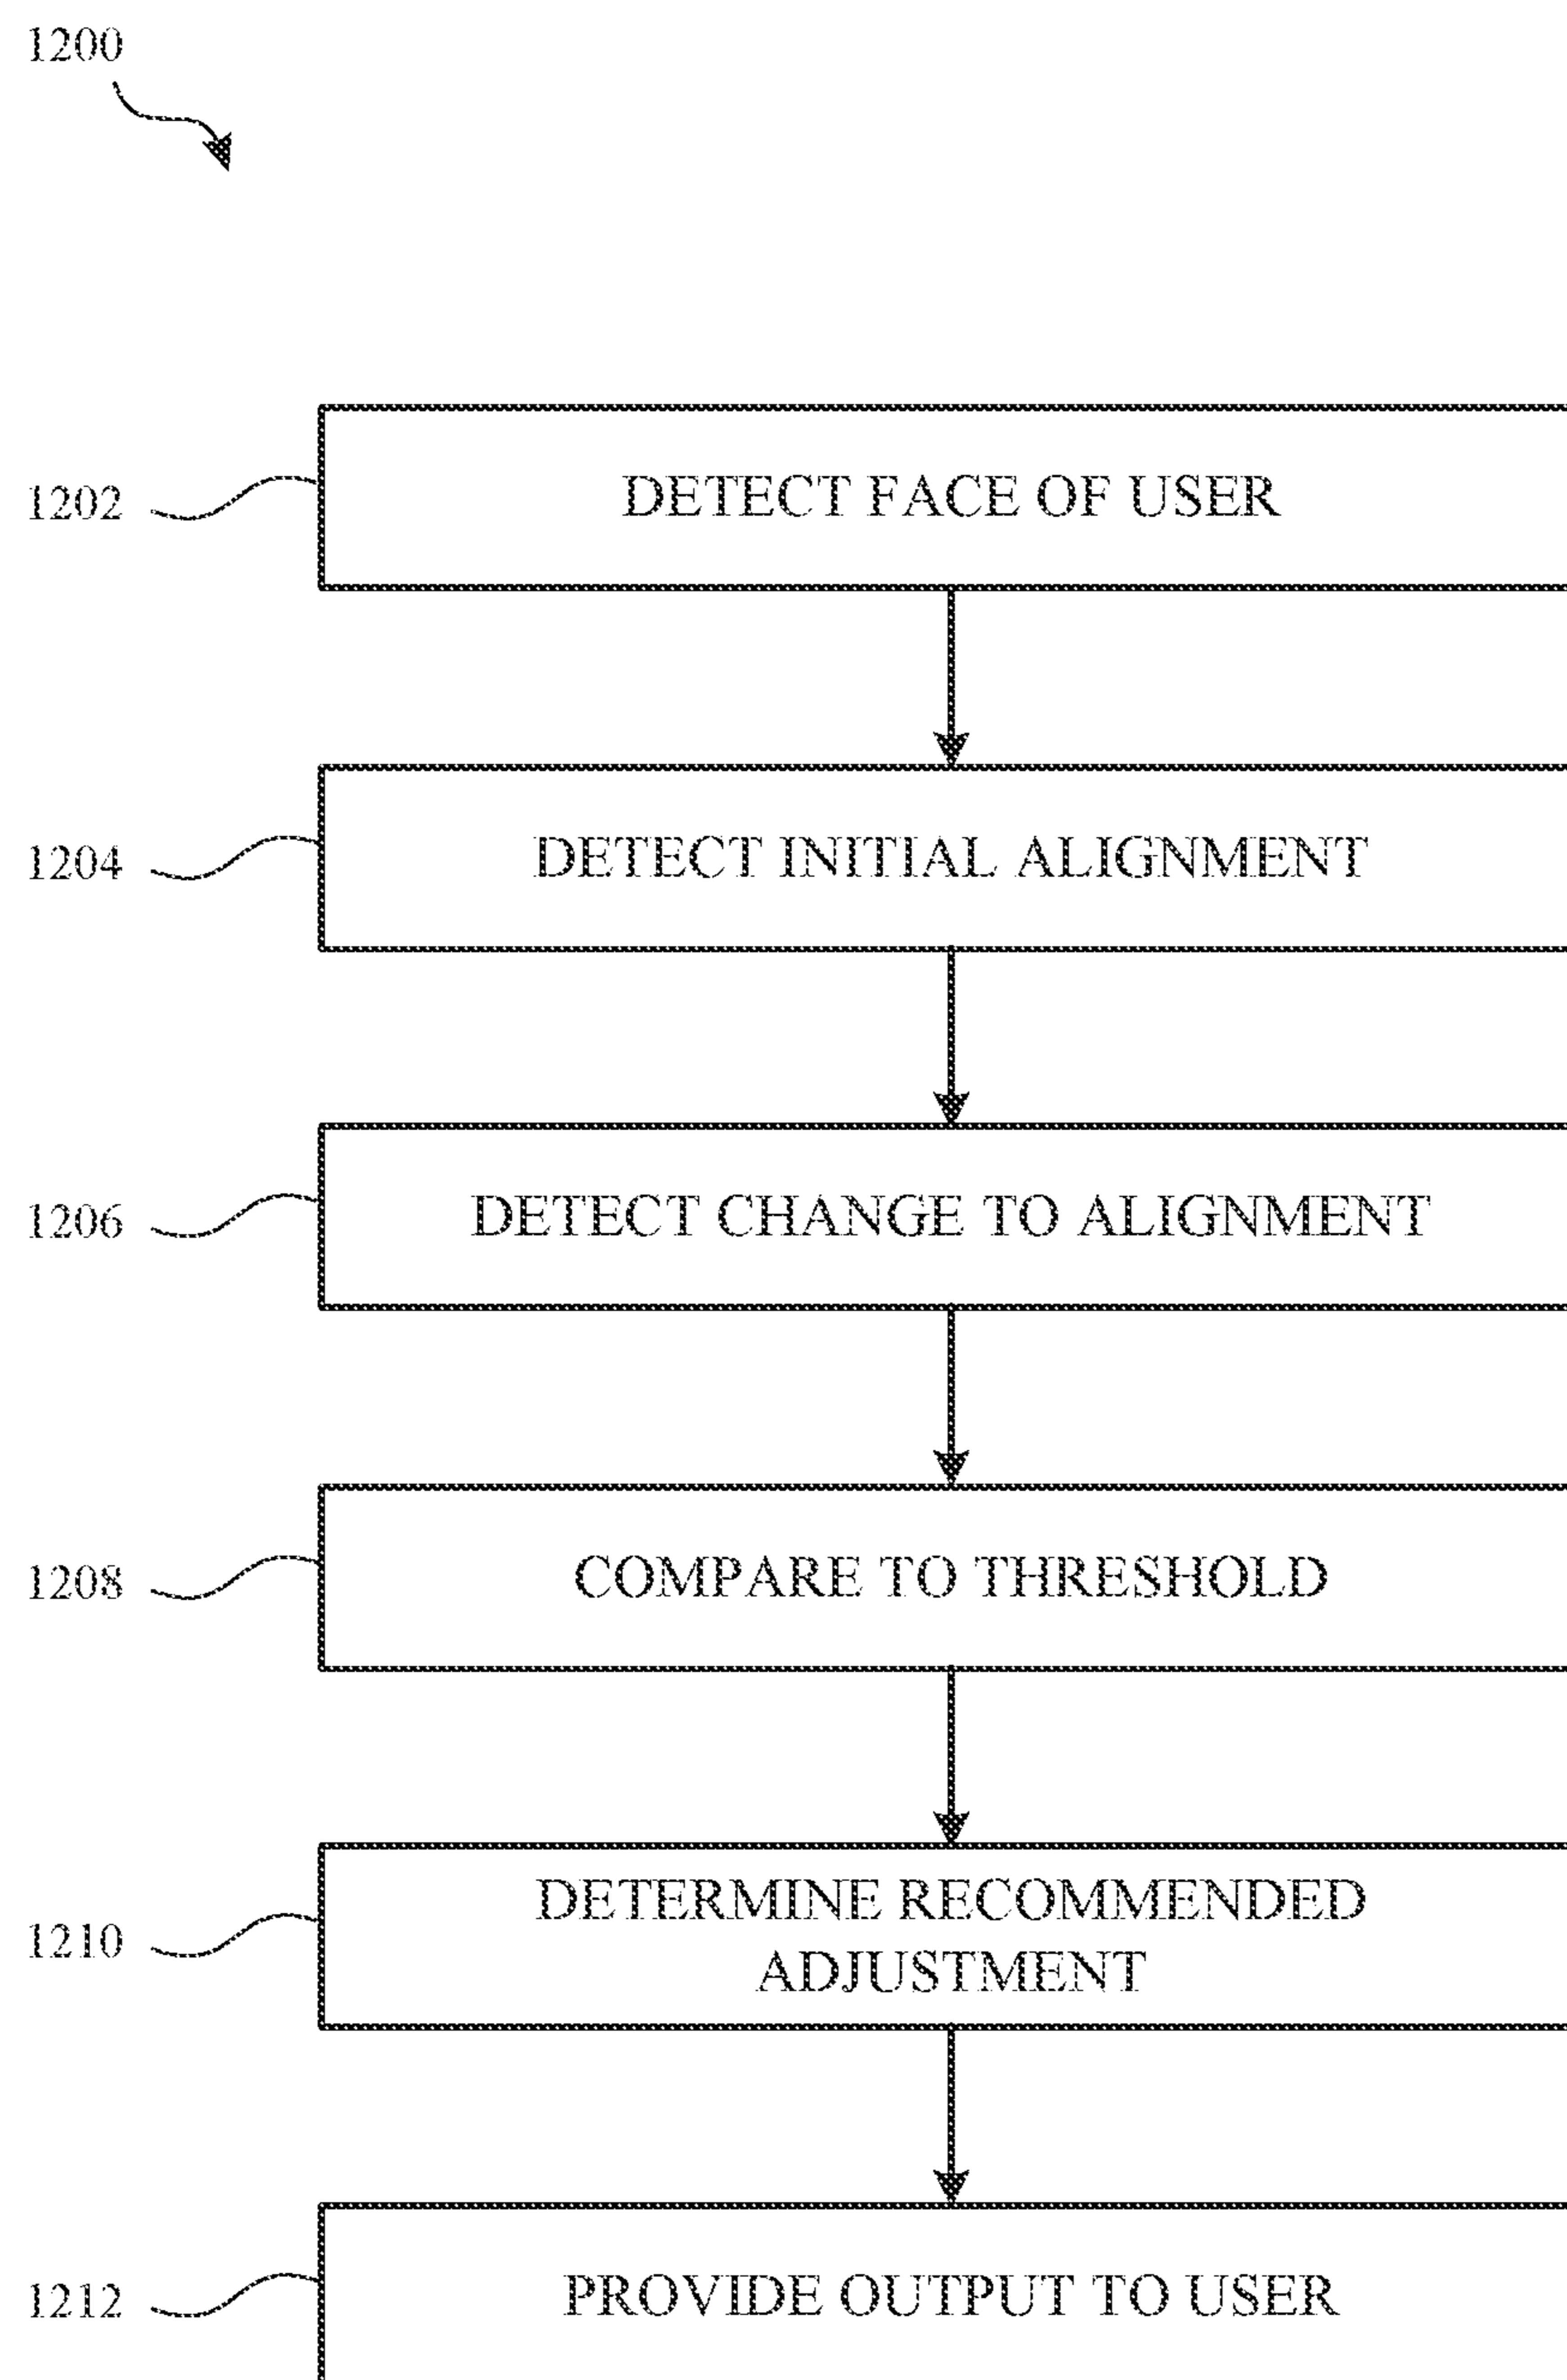 1200
1202 DETECT FACE OF USER
1204 DETECT INITIAL ALIGNMENT
1206 DETECT CHANGE TO ALIGNMENT
1208 COMPARE TO THRESHOLD
DETERMINE RECOMMENDED
1210
ADJUSTMENT
1212 PROVIDE OUTPUT TO USER